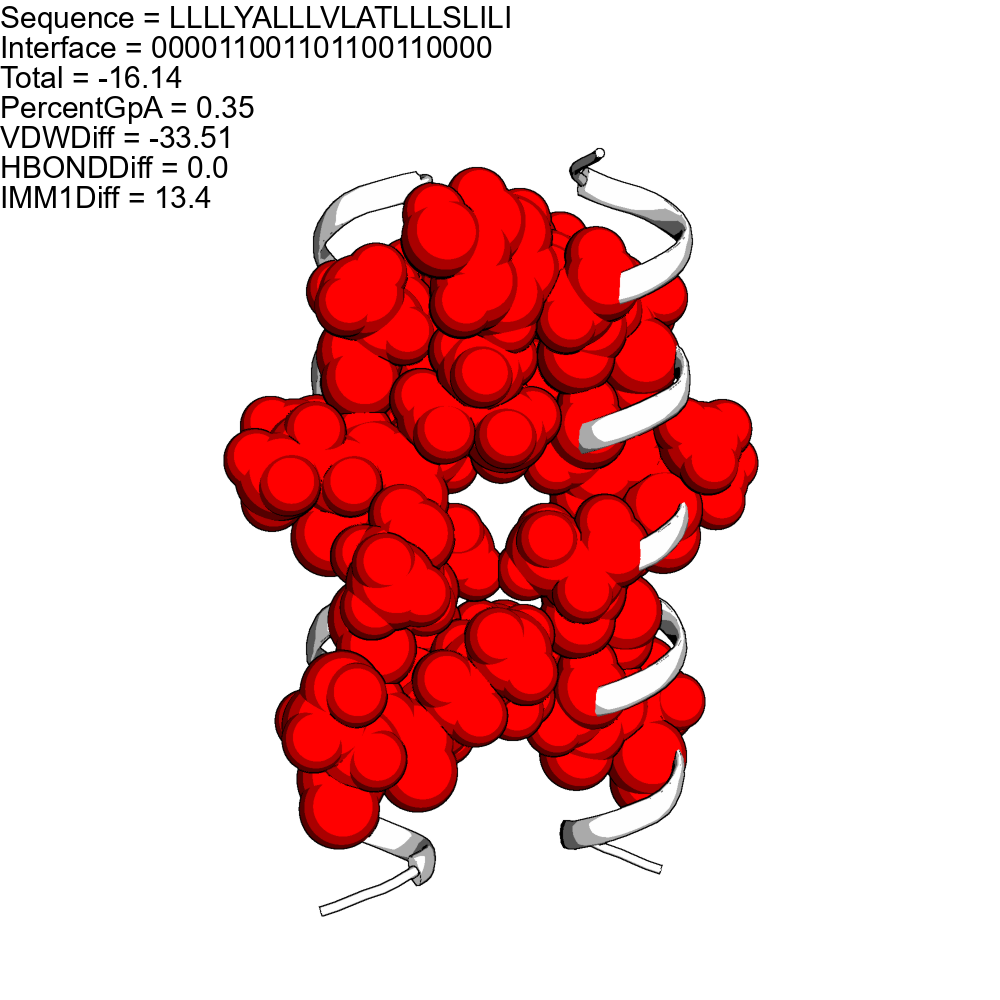 Sequence = LLLLYALLLVLATLLLSLILI
Interface = 000011001101100110000
Total = -16.14
PercentGpA = 0.35
VDWDiff = -33.51
HBONDDiff = 0.0
IMM1Diff = 13.4